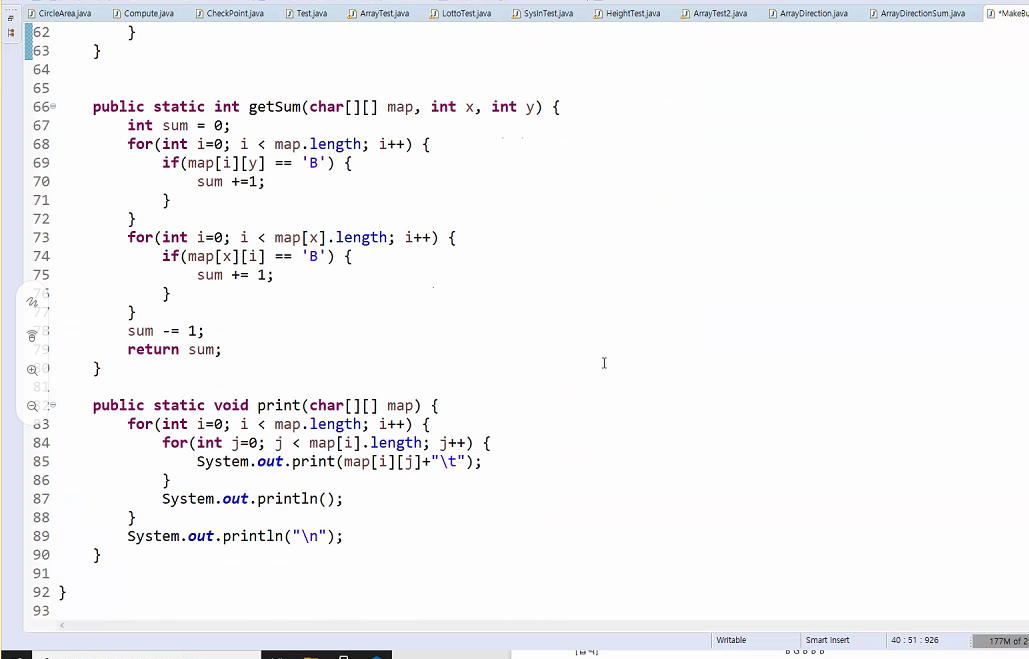 CircleArea.java Compute.java CheckPoint.java Test.java ArrayTest.java LottoTest.java SysInTest.java HeightTest.java ArrayTest2.java ArrayDirection.java ArrayDirectionSum.java *MakeBu
62 }
63 }
64
65
66 public static int getSum(char[][] map, int x, int y) {
67 int sum = 0;
68 for(int i=0; i < map.length; i++) {
69 if(map[i][y] == 'B') {
70 sum +=1;
71 }
72 }
73 for(int i=0; i < map[x].length; i++) {
74 if(map[x][i] == 'B') {
75 sum += 1;
76 }
77 }
78 sum -= 1;
79 return sum;
80 }
81
82 public static void print(char[][] map) {
83 for(int i=0; i < map.length; i++) {
84 for(int j=0; j < map[i].length; j++) {
85 System.out.print(map[i][j]+"\t");
86 }
87 System.out.println();
88 }
89 System.out.println("\n");
90 }
91
92 }
93
Writable Smart Insert 40 : 51 : 926 177M of